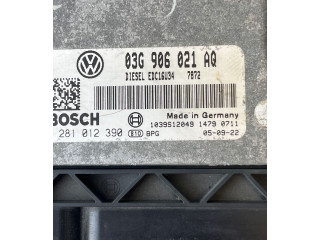 03G 906 021 AQ
DIESEL EDC16U34 7872
BOSCH
Made in Germany
281 012 390
1039S12049 1479 0711
E10 BPG
05-09-22